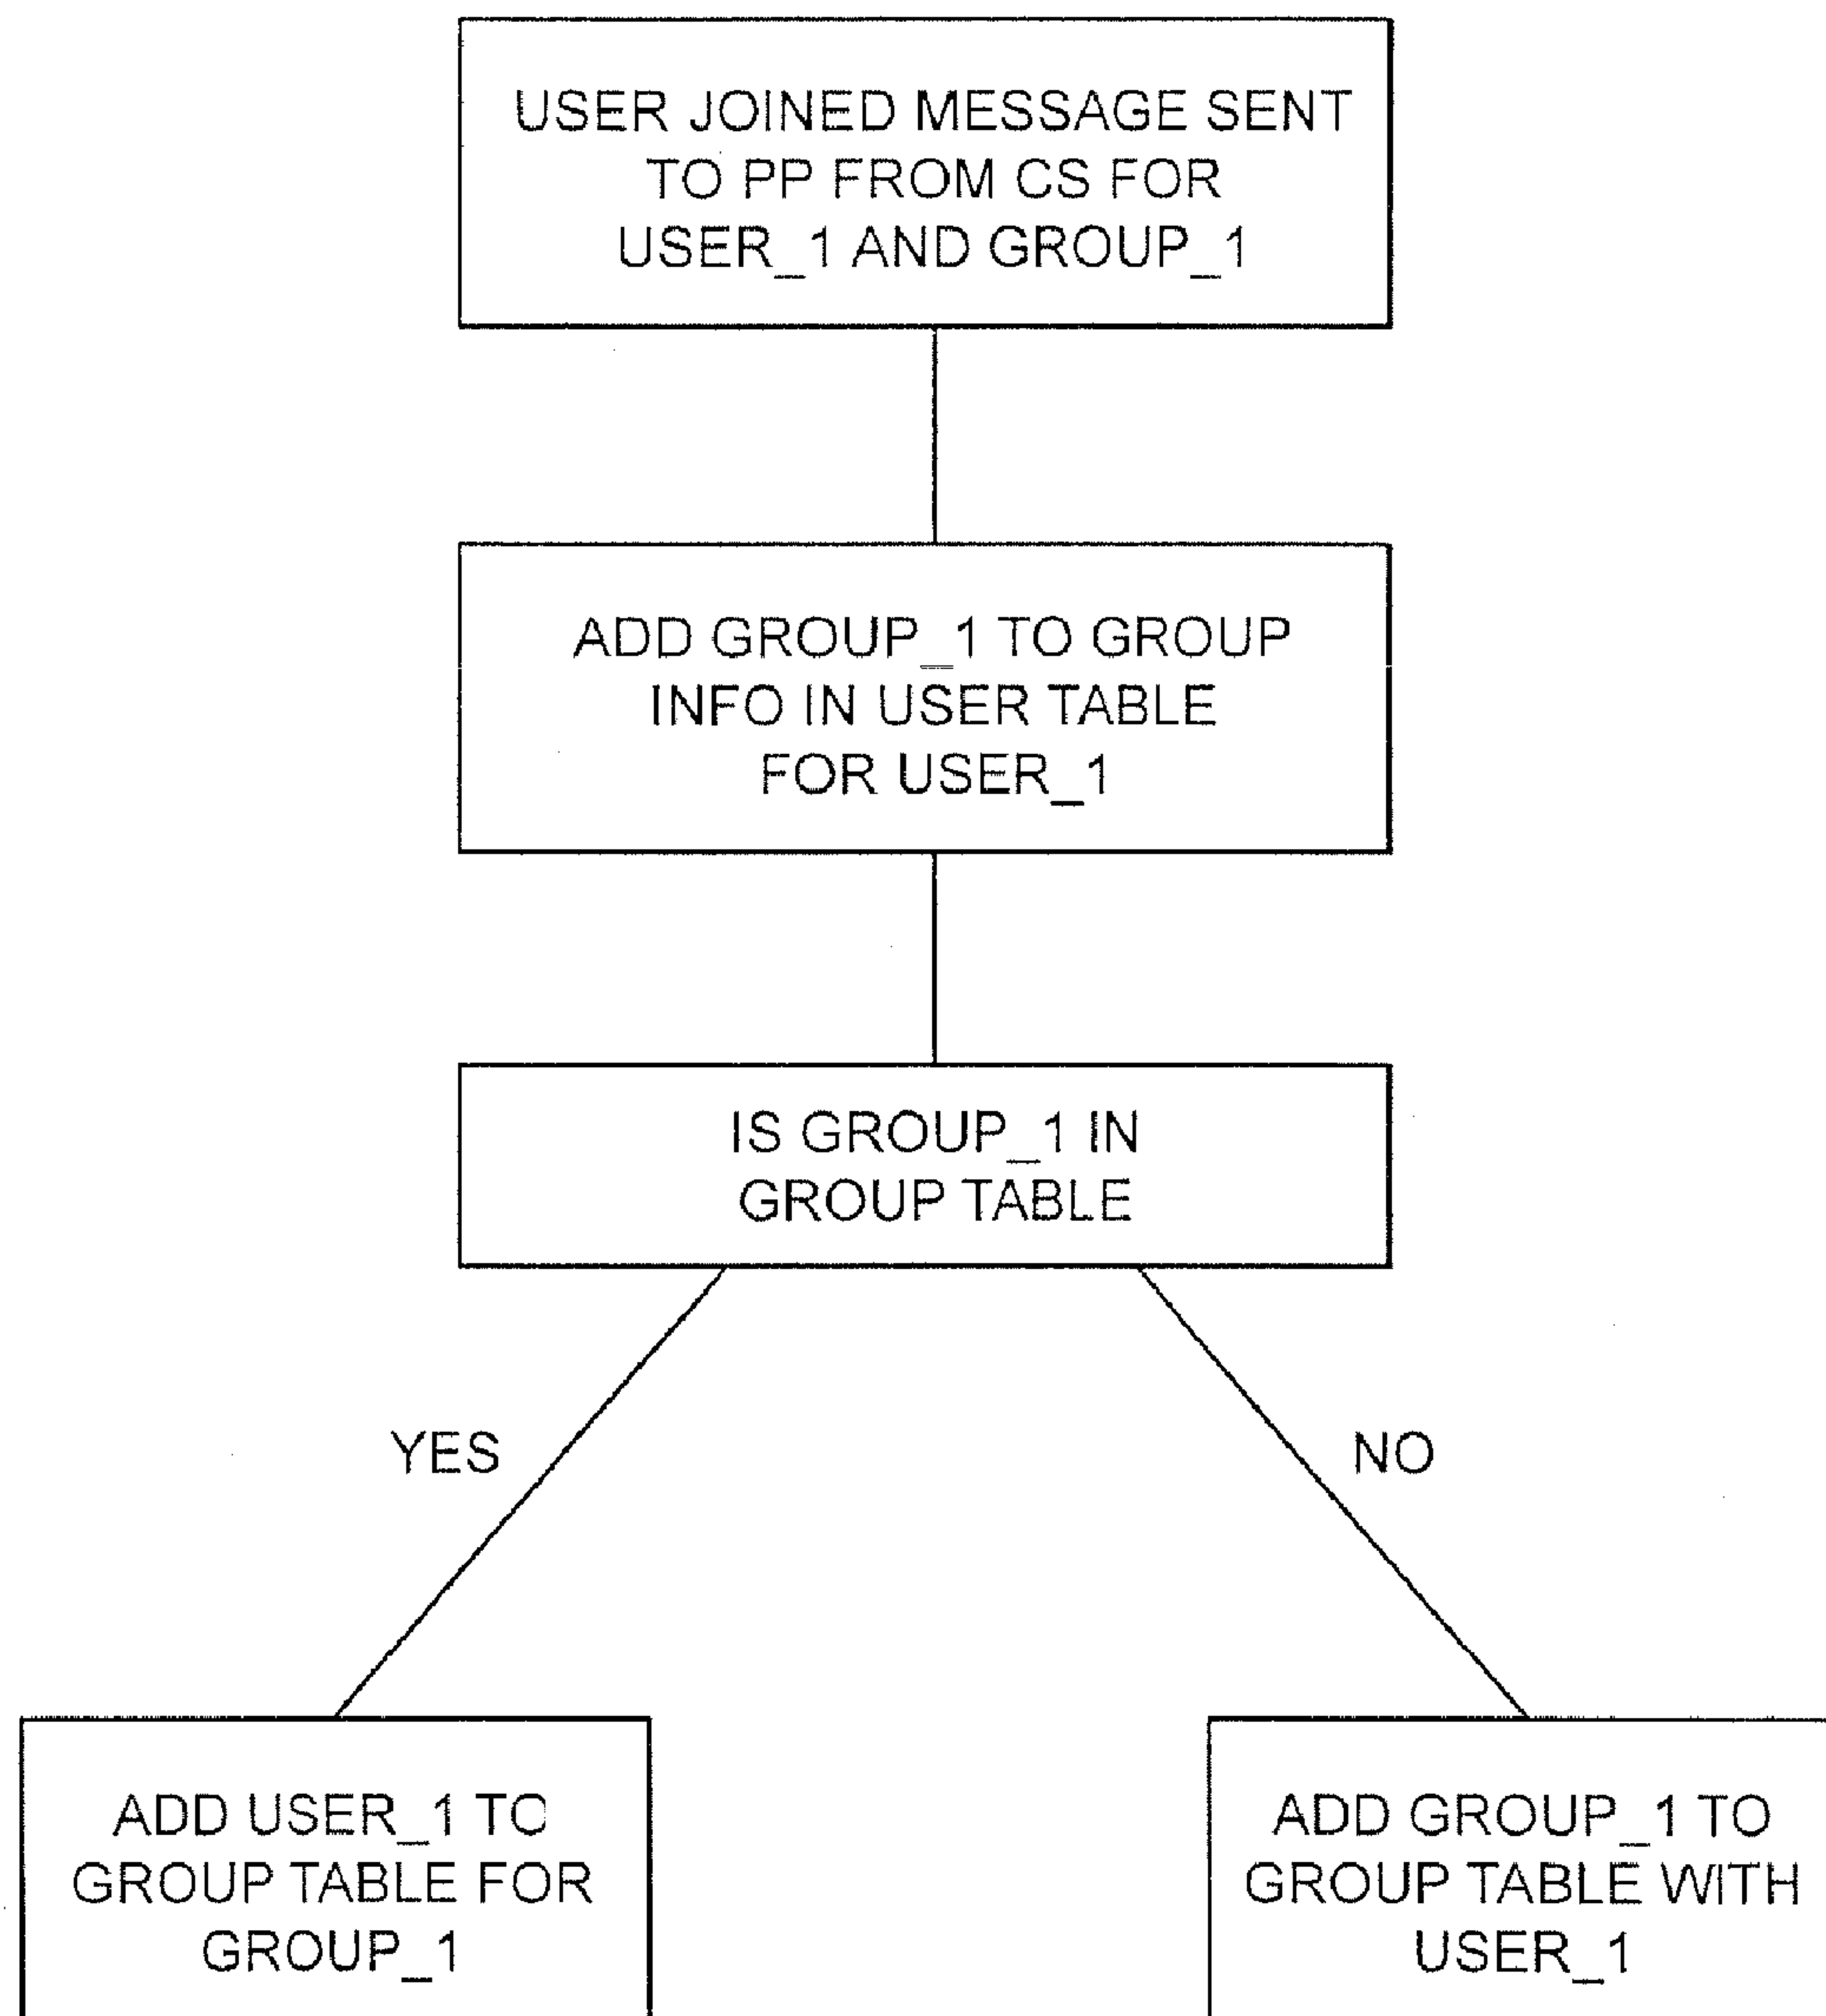 USER JOINED MESSAGE SENT
TO PP FROM CS FOR
USER_1 AND GROUP_1
ADD GROUP_1 TO GROUP
INFO IN USER TABLE
FOR USER_1
IS GROUP_1 IN
GROUP TABLE
YES
NO
ADD USER_1 TO
GROUP TABLE FOR
GROUP_1
ADD GROUP_1 TO
GROUP TABLE WITH
USER_1